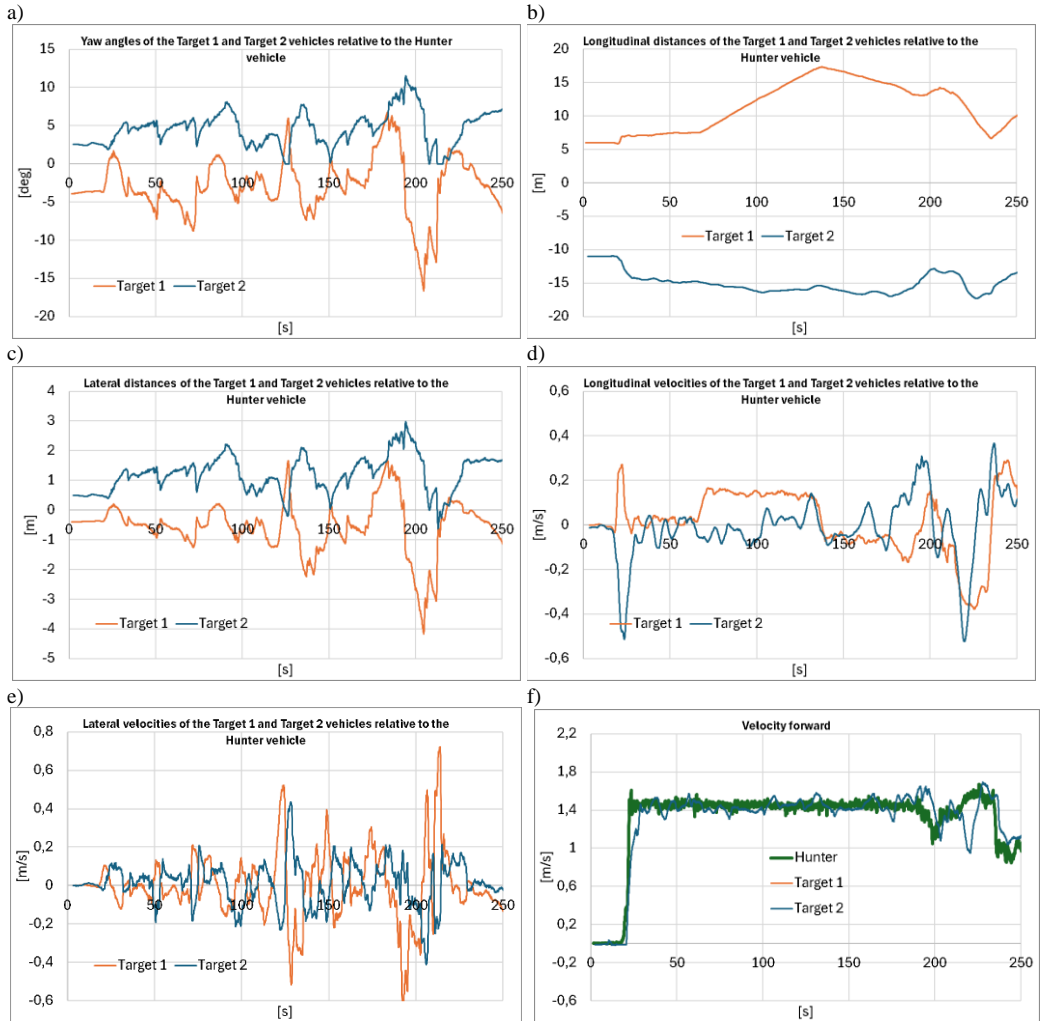 a)
Yaw angles of the Target 1 and Target 2 vehicles relative to the Hunter
vehicle
15
10
5
0
-5
-10
-15
-20
[deg]
0 50 100 150 200 250
Target 1 Target 2
[s]
b)
Longitudinal distances of the Target 1 and Target 2 vehicles relative to the
Hunter vehicle
20
15
10
5
0
-5
-10
-15
-20
[m]
0 50 100 150 200 250
Target 1 Target 2
[s]
c)
Lateral distances of the Target 1 and Target 2 vehicles relative to the
Hunter vehicle
4
3
2
1
0
-1
-2
-3
-4
-5
[m]
0 50 100 150 200 250
Target 1 Target 2
[s]
d)
Longitudinal velocities of the Target 1 and Target 2 vehicles relative to the
Hunter vehicle
0,6
0,4
0,2
0
-0,2
-0,4
-0,6
[m/s]
0 50 100 150 200 250
Target 1 Target 2
[s]
e)
Lateral velocities of the Target 1 and Target 2 vehicles relative to the
Hunter vehicle
0,8
0,6
0,4
0,2
0
-0,2
-0,4
-0,6
[m/s]
0 50 100 150 200 250
Target 1 Target 2
[s]
f)
Velocity forward
2,2
1,8
1,4
1
0,6
0,2
-0,2
[m/s]
0 50 100 150 200 250
Hunter
Target 1
Target 2
[s]